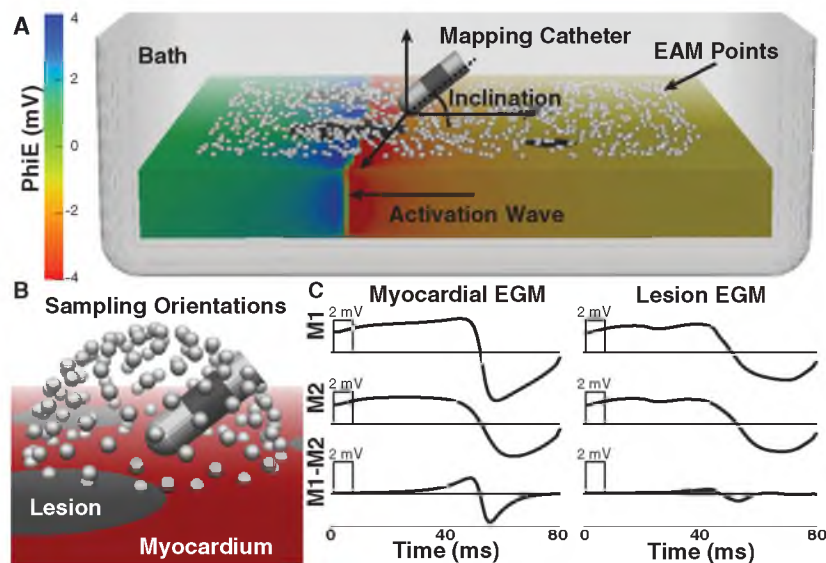 A
4
2
0
-2
-4
PhiE (mV)
Bath
Mapping Catheter
EAM Points
Inclination
Activation Wave
B
Sampling Orientations
Lesion
Myocardium
C
Myocardial EGM
Lesion EGM
M1
2 mV
2 mV
M2
2 mV
2 mV
M1-M2
2 mV
2 mV
0 40 80
0 40 80
Time (ms)
Time (ms)